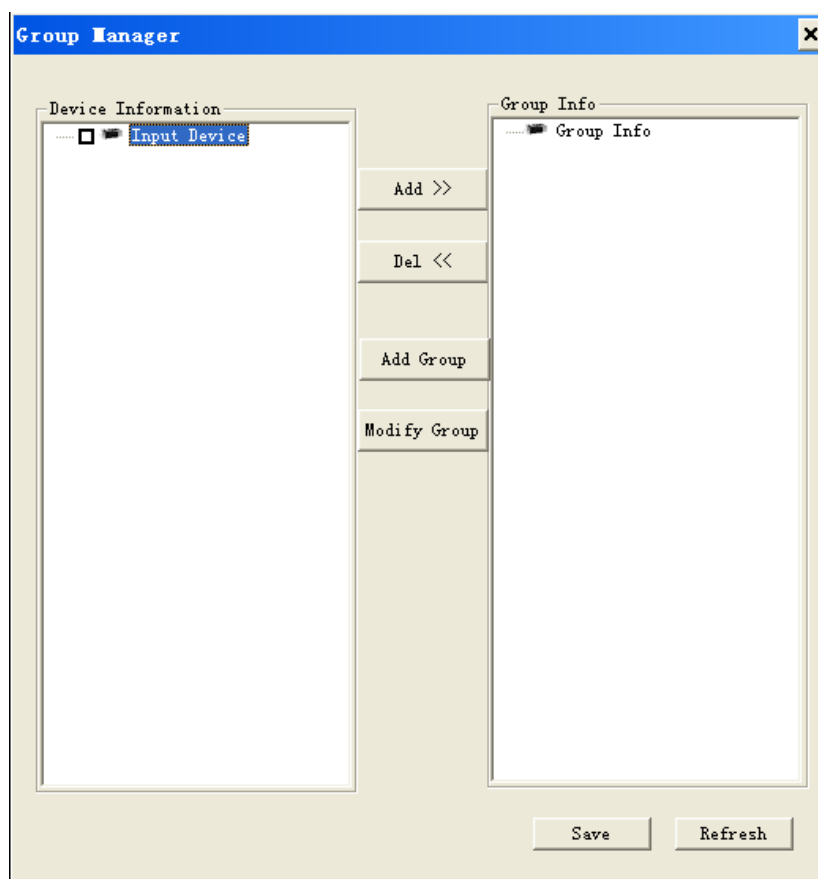 Group Manager
Device Information
Input Device
Add >>
Del <<
Add Group
Modify Group
Group Info
Group Info
Save
Refresh